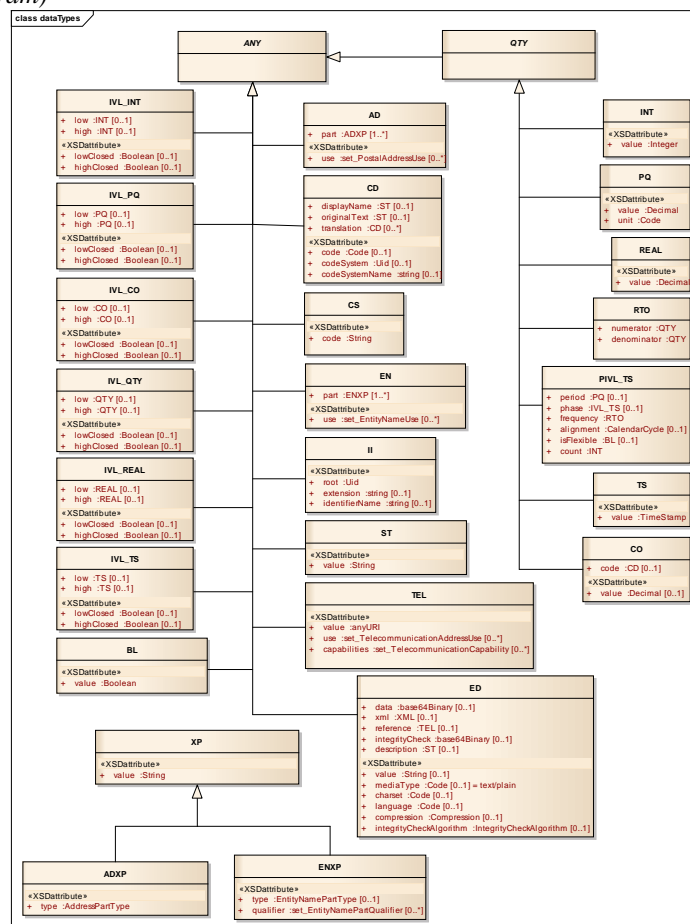 class dataTypes
ANY
QTY
IVL_INT
+ low :INT [0..1]
+ high :INT [0..1]
«XSDattribute»
+ lowClosed :Boolean [0..1]
+ highClosed :Boolean [0..1]
IVL_PQ
+ low :PQ [0..1]
+ high :PQ [0..1]
«XSDattribute»
+ lowClosed :Boolean [0..1]
+ highClosed :Boolean [0..1]
IVL_CO
+ low :CO [0..1]
+ high :CO [0..1]
«XSDattribute»
+ lowClosed :Boolean [0..1]
+ highClosed :Boolean [0..1]
IVL_QTY
+ low :QTY [0..1]
+ high :QTY [0..1]
«XSDattribute»
+ lowClosed :Boolean [0..1]
+ highClosed :Boolean [0..1]
IVL_REAL
+ low :REAL [0..1]
+ high :REAL [0..1]
«XSDattribute»
+ lowClosed :Boolean [0..1]
+ highClosed :Boolean [0..1]
IVL_TS
+ low :TS [0..1]
+ high :TS [0..1]
«XSDattribute»
+ lowClosed :Boolean [0..1]
+ highClosed :Boolean [0..1]
BL
«XSDattribute»
+ value :Boolean
AD
+ part :ADXP [1..*]
«XSDattribute»
+ use :set_PostalAddressUse [0..*]
CD
+ displayName :ST [0..1]
+ originalText :ST [0..1]
+ translation :CD [0..*]
«XSDattribute»
+ code :Code [0..1]
+ codeSystem :Uid [0..1]
+ codeSystemName :string [0..1]
CS
«XSDattribute»
+ code :String
EN
+ part :ENXP [1..*]
«XSDattribute»
+ use :set_EntityNameUse [0..*]
II
«XSDattribute»
+ root :Uid
+ extension :string [0..1]
+ identifierName :string [0..1]
ST
«XSDattribute»
+ value :String
TEL
«XSDattribute»
+ value :anyURI
+ use :set_TelecommunicationAddressUse [0..*]
+ capabilities :set_TelecommunicationCapability [0..*]
ED
+ data :base64Binary [0..1]
+ xml :XML [0..1]
+ reference :TEL [0..1]
+ integrityCheck :base64Binary [0..1]
+ description :ST [0..1]
«XSDattribute»
+ value :String [0..1]
+ mediaType :Code [0..1] = text/plain
+ charset :Code [0..1]
+ language :Code [0..1]
+ compression :Compression [0..1]
+ integrityCheckAlgorithm :IntegrityCheckAlgorithm [0..1]
INT
«XSDattribute»
+ value :Integer
PQ
«XSDattribute»
+ value :Decimal
+ unit :Code
REAL
«XSDattribute»
+ value :Decimal
RTO
+ numerator :QTY
+ denominator :QTY
PIVL_TS
+ period :PQ [0..1]
+ phase :IVL_TS [0..1]
+ frequency :RTO
+ alignment :CalendarCycle [0..1]
+ isFlexible :BL [0..1]
+ count :INT
TS
«XSDattribute»
+ value :TimeStamp
CO
+ code :CD [0..1]
«XSDattribute»
+ value :Decimal [0..1]
XP
«XSDattribute»
+ value :String
ADXP
«XSDattribute»
+ type :AddressPartType
ENXP
«XSDattribute»
+ type :EntityNamePartType [0..1]
+ qualifier :set_EntityNamePartQualifier [0..*]